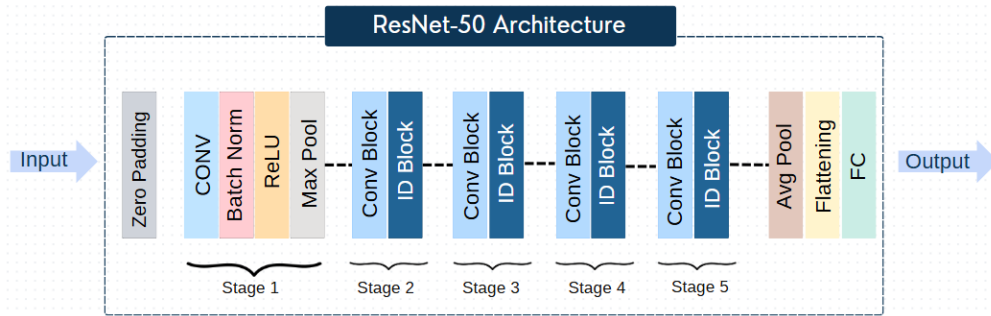 ResNet-50 Architecture
Input
Zero Padding
CONV
Batch Norm
ReLU
Max Pool
Conv Block
ID Block
Conv Block
ID Block
Conv Block
ID Block
Conv Block
ID Block
Avg Pool
Flattening
FC
Output
Stage 1
Stage 2
Stage 3
Stage 4
Stage 5